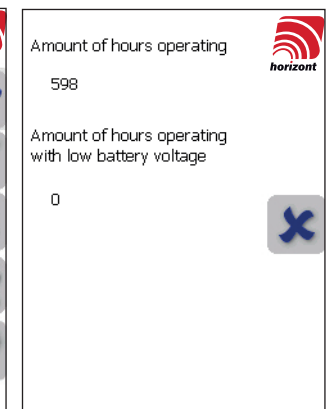 Amount of hours operating
horizont
598
Amount of hours operating
with low battery voltage
0